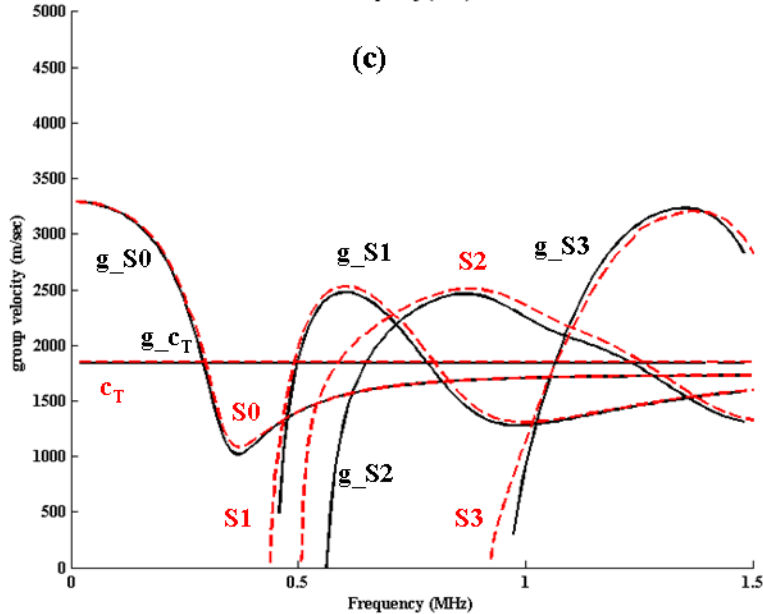 5000
(c)
4500
4000
3500
3000
2500
2000
1500
1000
500
0
group velocity (m/sec)
g_S0
g_S1
S2
g_S3
g_cT
cT
S0
g_S2
S1
S3
0
0.5
1
1.5
Frequency (MHz)